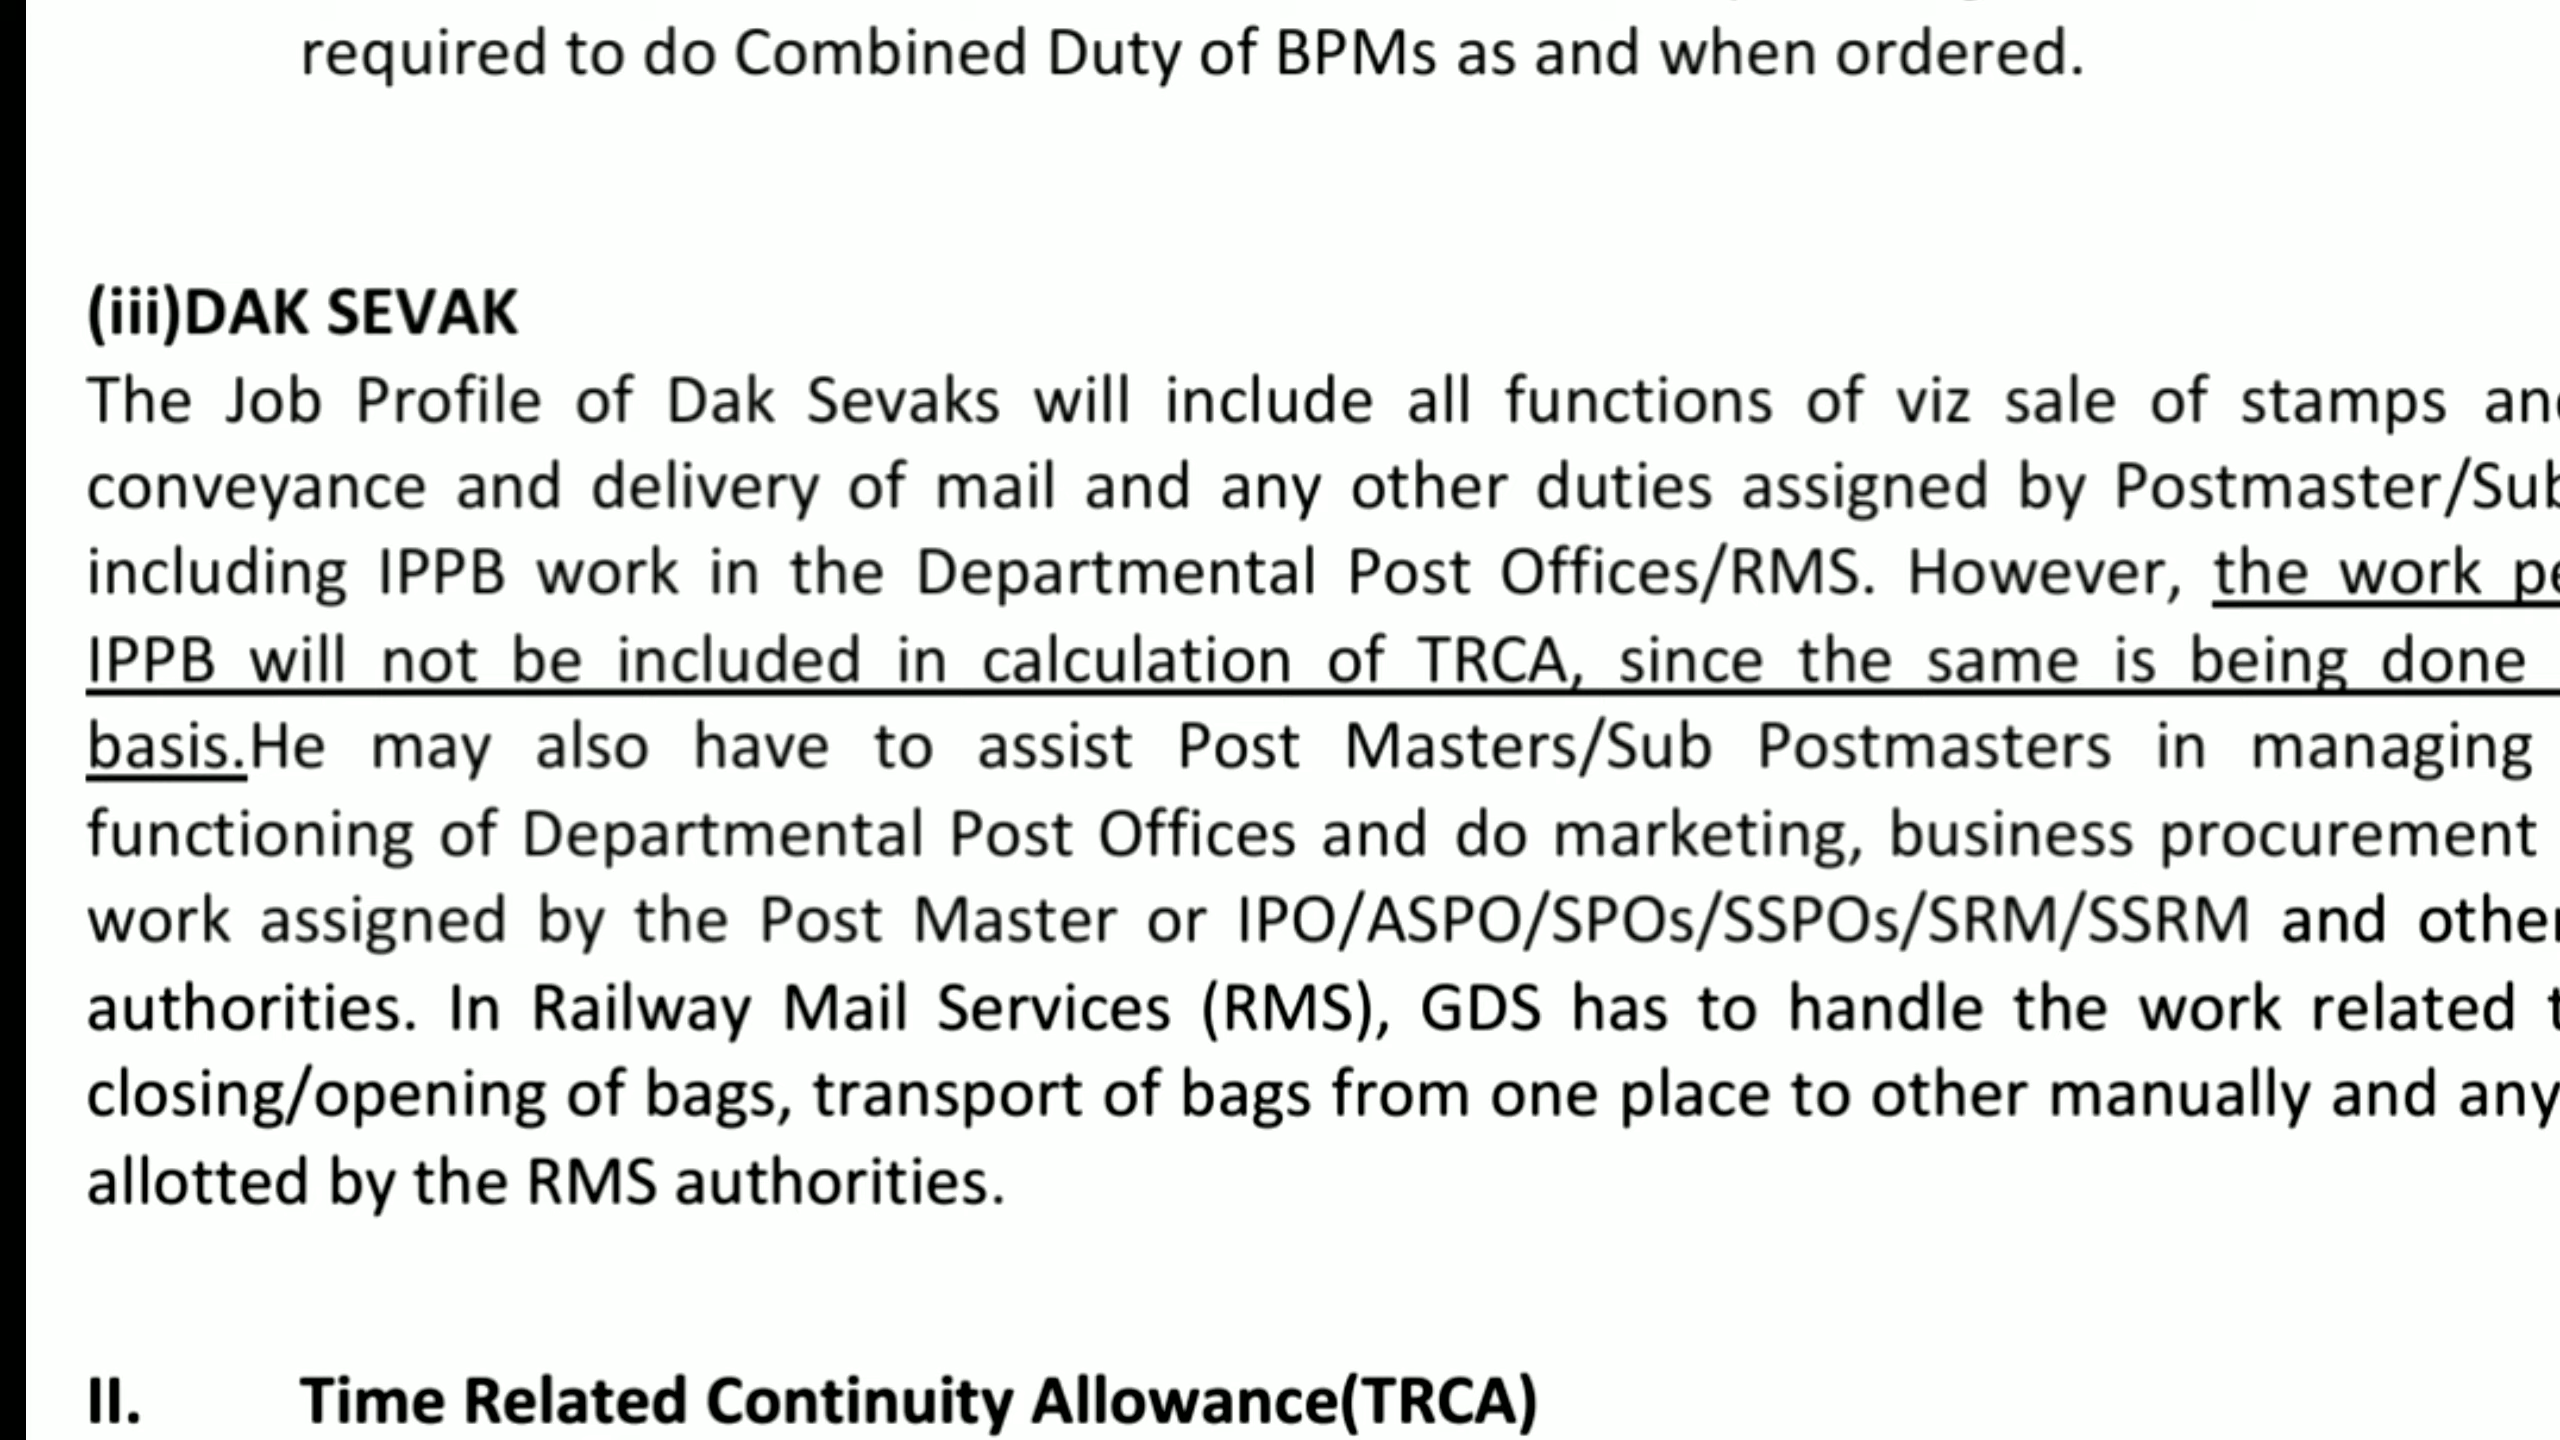 required to do Combined Duty of BPMs as and when ordered.
(iii)DAK SEVAK
The Job Profile of Dak Sevaks will include all functions of viz sale of stamps
conveyance and delivery of mail and any other duties assigned by Postmaster/Sub
including IPPB work in the Departmental Post Offices/RMS. However, the work
IPPB will not be included in calculation of TRCA, since the same is being done
basis.He may also have to assist Post Masters/Sub Postmasters in managing
functioning of Departmental Post Offices and do marketing, business procurement
work assigned by the Post Master or IPO/ASPO/SPOs/SSPOs/SRM/SSRM and other
authorities. In Railway Mail Services (RMS), GDS has to handle the work related
closing/opening of bags, transport of bags from one place to other manually and any
allotted by the RMS authorities.
II. Time Related Continuity Allowance(TRCA)